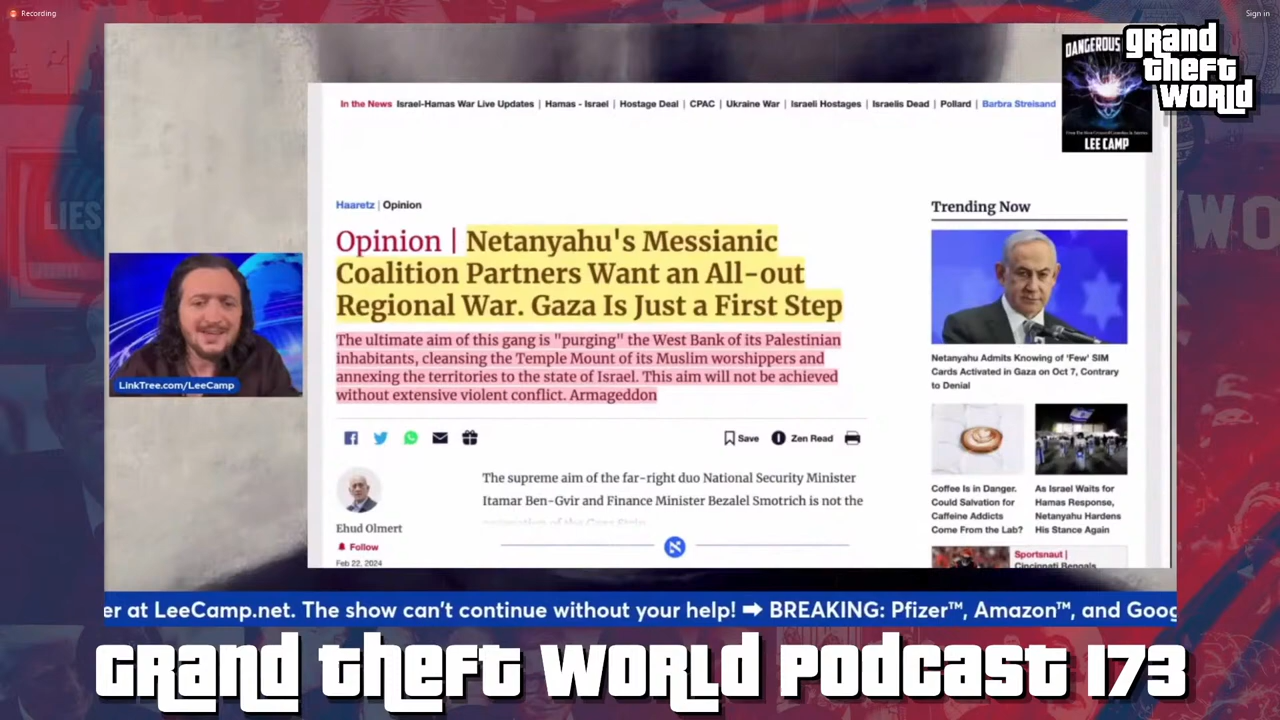 Recording
Sign in
DANGEROUS
LEE CAMP
grand
theft
world
LIES
WO
In the News Israel-Hamas War Live Updates | Hamas - Israel | Hostage Deal | CPAC | Ukraine War | Israeli Hostages | Israelis Dead | Pollard | Barbra Streisand
Haaretz | Opinion
Opinion | Netanyahu's Messianic
Coalition Partners Want an All-out
Regional War. Gaza Is Just a First Step
The ultimate aim of this gang is "purging" the West Bank of its Palestinian
inhabitants, cleansing the Temple Mount of its Muslim worshippers and
annexing the territories to the state of Israel. This aim will not be achieved
without extensive violent conflict. Armageddon
Save
Zen Read
Ehud Olmert
Follow
Feb 22, 2024
The supreme aim of the far-right duo National Security Minister
Itamar Ben-Gvir and Finance Minister Bezalel Smotrich is not the
Trending Now
Netanyahu Admits Knowing of 'Few' SIM
Cards Activated in Gaza on Oct 7, Contrary
to Denial
Coffee Is in Danger.
Could Salvation for
Caffeine Addicts
Come From the Lab?
As Israel Waits for
Hamas Response,
Netanyahu Hardens
His Stance Again
Sportsnaut |
Cincinnati Bengals
LinkTree.com/LeeCamp
er at LeeCamp.net. The show can't continue without your help! ➡ BREAKING: Pfizer™, Amazon™, and Goog
GRAND THEFT WORLD PODCAST 173